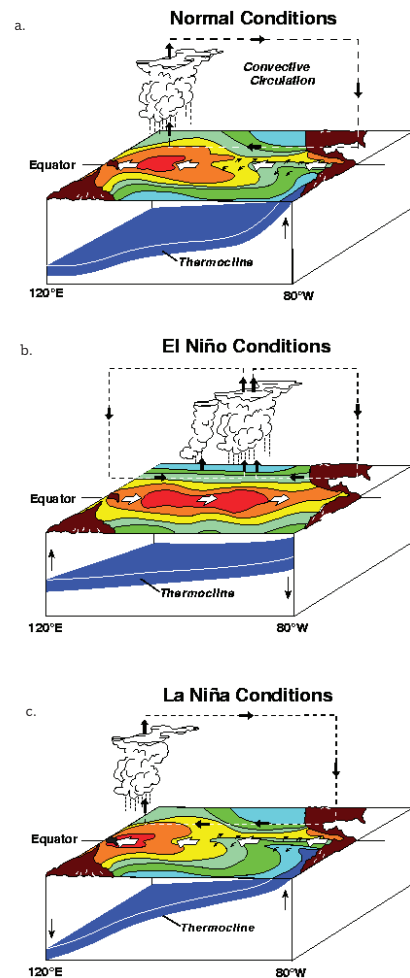 a.
Normal Conditions
Convective
Circulation
Equator
Thermocline
120°E
80°W
b.
El Niño Conditions
Equator
Thermocline
120°E
80°W
c.
La Niña Conditions
Equator
Thermocline
120°E
80°W